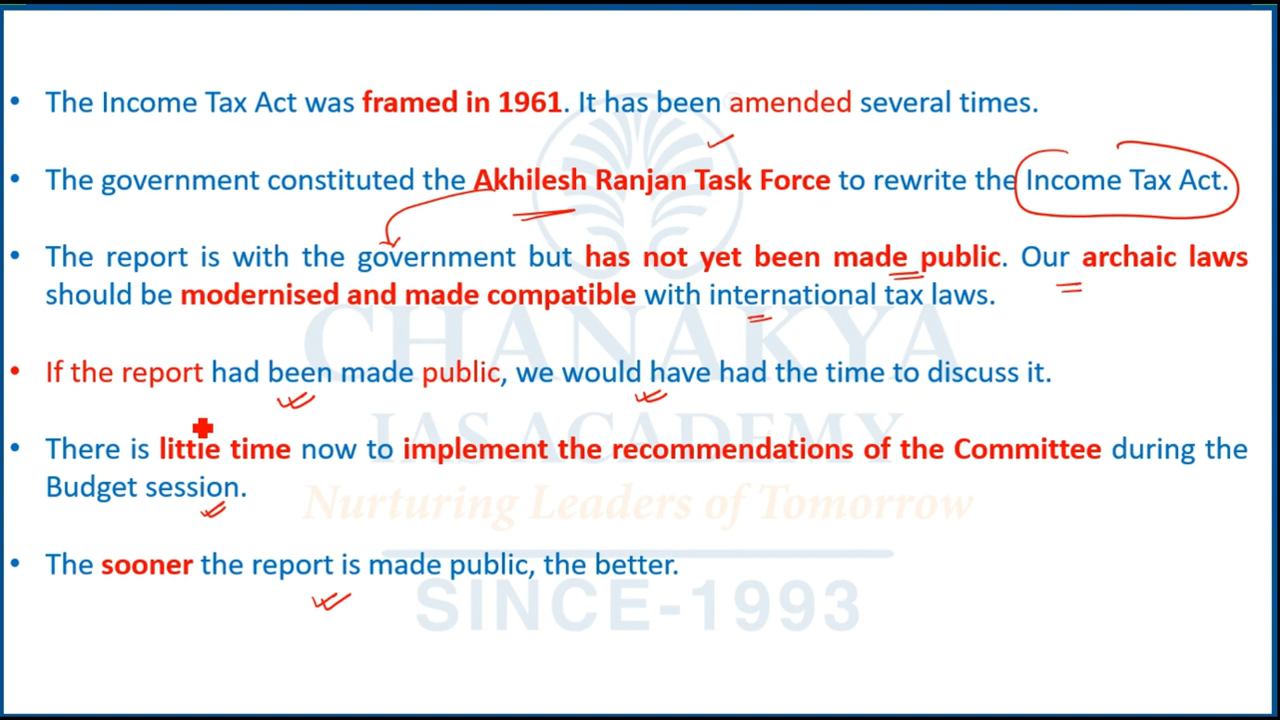 • The Income Tax Act was framed in 1961. It has been amended several times.
• The government constituted the Akhilesh Ranjan Task Force to rewrite the Income Tax Act.
• The report is with the government but has not yet been made public. Our archaic laws
should be modernised and made compatible with international tax laws.
CHANAKYA
• If the report had been made public, we would have had the time to discuss it.
IAS ACADEMY
• There is little time now to implement the recommendations of the Committee during the
Budget session.
Nurturing Leaders of Tomorrow
• The sooner the report is made public, the better.
SINCE-1993